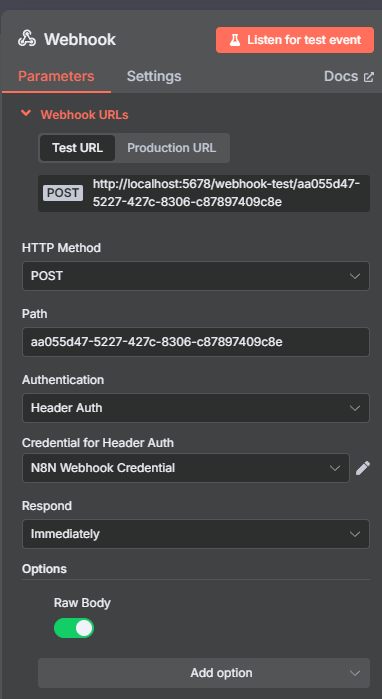 Webhook
Listen for test event
Parameters
Settings
Docs
Webhook URLs
Test URL
Production URL
POST
http://localhost:5678/webhook-test/aa055d47-
5227-427c-8306-c87897409c8e
HTTP Method
POST
Path
aa055d47-5227-427c-8306-c87897409c8e
Authentication
Header Auth
Credential for Header Auth
N8N Webhook Credential
Respond
Immediately
Options
Raw Body
Add option